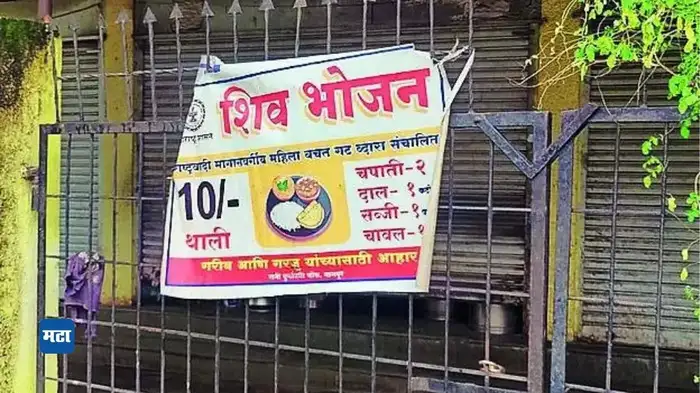 शिव भोजन
महिला बचत गट द्वारा संचालित
10/-
थाली
चपाती-२
दाल-१
सब्जी-१
चावल-१
गरीब आणि गरजू यांच्यासाठी आहार
मटा